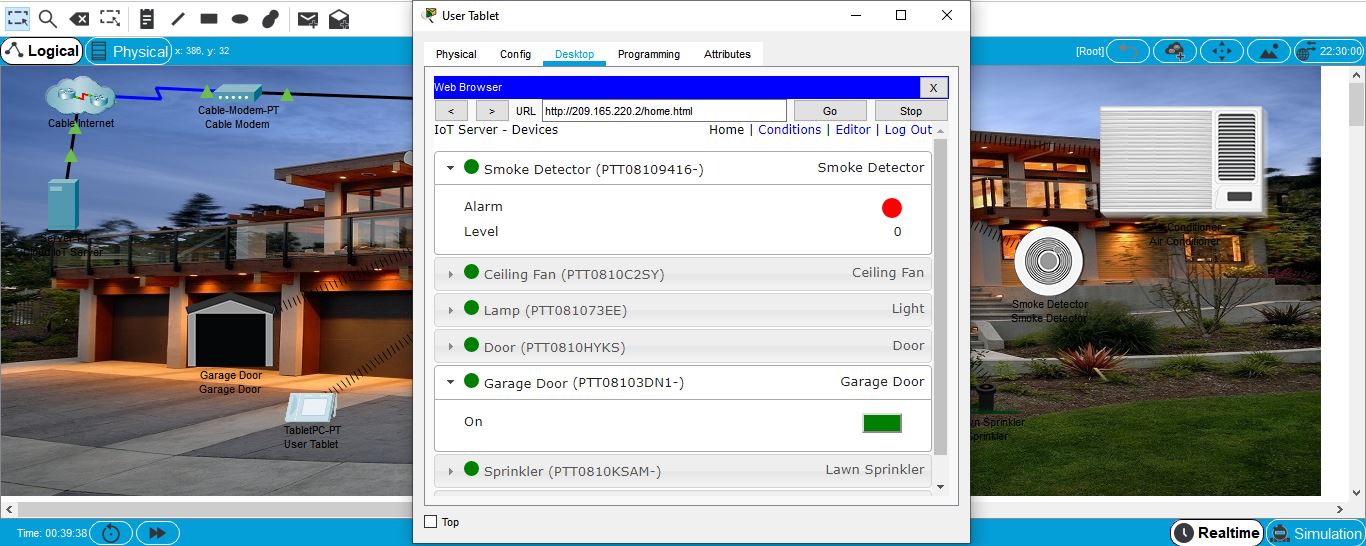 User Tablet
Logical
Physical
x: 386, y: 32
[Root]
22:30:00
Physical Config Desktop Programming Attributes
Web Browser
X
< > URL http://209.165.220.2/home.html Go Stop
IoT Server - Devices
Home | Conditions | Editor | Log Out
Smoke Detector (PTT08109416-) Smoke Detector
Alarm
Level 0
Ceiling Fan (PTT0810C2SY) Ceiling Fan
Lamp (PTT081073EE) Light
Door (PTT0810HYKS) Door
Garage Door (PTT08103DN1-) Garage Door
On
Sprinkler (PTT0810KSAM-) Lawn Sprinkler
Top
Cable Internet
Cable-Modem-PT
Cable Modem
IoT Server
Garage Door
Garage Door
TabletPC-PT
User Tablet
Air Conditioner
Air Conditioner
Smoke Detector
Smoke Detector
Sprinkler
Sprinkler
Time: 00:39:38
Realtime
Simulation